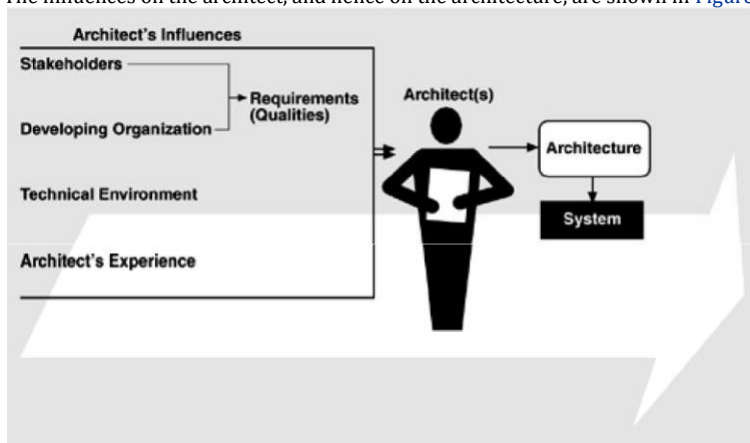 The influences on the architect, and hence on the architecture, are shown in Figure
Architect's Influences
Stakeholders
Requirements
(Qualities)
Developing Organization
Technical Environment
Architect's Experience
Architect(s)
Architecture
System